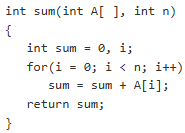 int sum(int A[ ], int n)
{
    int sum = 0, i;
    for(i = 0; i < n; i++)
        sum = sum + A[i];
    return sum;
}